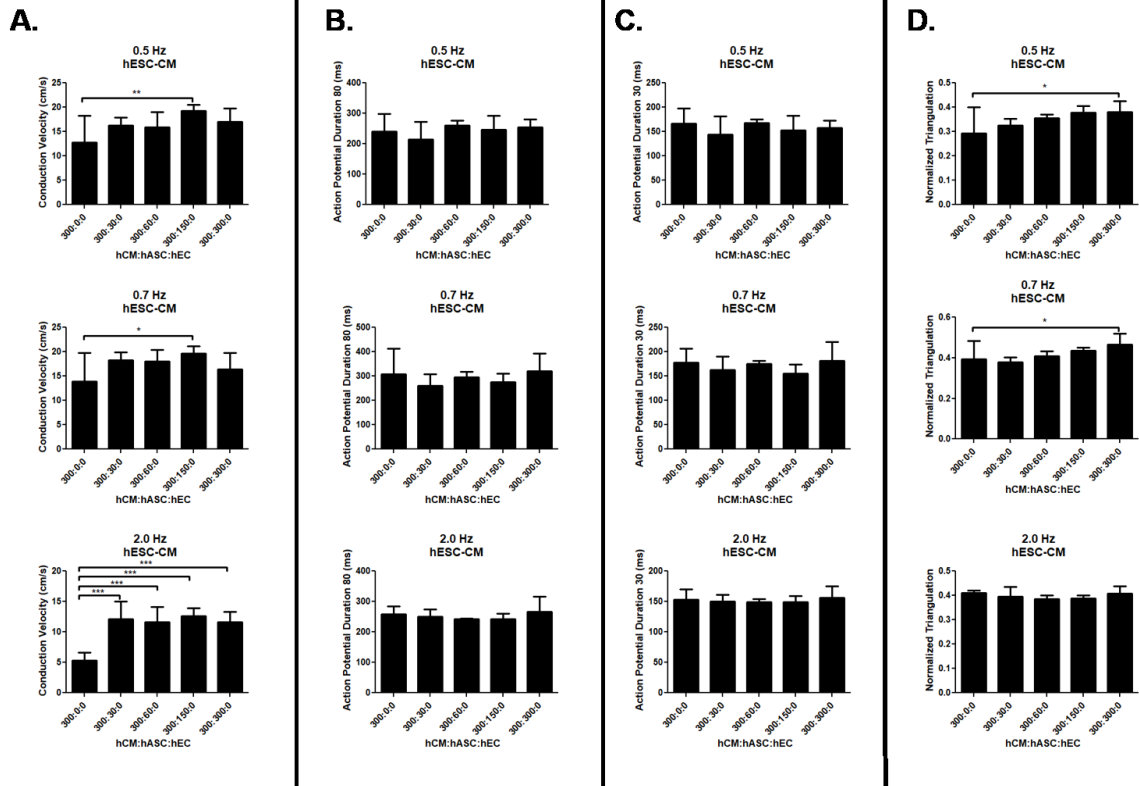 A.
0.5 Hz
hESC-CM
**
Conduction Velocity (cm/s)
25
20
15
10
5
0
300:0:0
300:30:0
300:60:0
300:150:0
300:300:0
hCM:hASC:hEC
0.7 Hz
hESC-CM
*
Conduction Velocity (cm/s)
25
20
15
10
5
0
300:0:0
300:30:0
300:60:0
300:150:0
300:300:0
hCM:hASC:hEC
2.0 Hz
hESC-CM
***
***
***
***
Conduction Velocity (cm/s)
20
15
10
5
0
300:0:0
300:30:0
300:60:0
300:150:0
300:300:0
hCM:hASC:hEC
B.
0.5 Hz
hESC-CM
Action Potential Duration 80 (ms)
400
300
200
100
0
300:0:0
300:30:0
300:60:0
300:150:0
300:300:0
hCM:hASC:hEC
0.7 Hz
hESC-CM
Action Potential Duration 80 (ms)
500
400
300
200
100
0
300:0:0
300:30:0
300:60:0
300:150:0
300:300:0
hCM:hASC:hEC
2.0 Hz
hESC-CM
Action Potential Duration 80 (ms)
400
300
200
100
0
300:0:0
300:30:0
300:60:0
300:150:0
300:300:0
hCM:hASC:hEC
C.
0.5 Hz
hESC-CM
Action Potential Duration 30 (ms)
250
200
150
100
50
0
300:0:0
300:30:0
300:60:0
300:150:0
300:300:0
hCM:hASC:hEC
0.7 Hz
hESC-CM
Action Potential Duration 30 (ms)
250
200
150
100
50
0
300:0:0
300:30:0
300:60:0
300:150:0
300:300:0
hCM:hASC:hEC
2.0 Hz
hESC-CM
Action Potential Duration 30 (ms)
200
150
100
50
0
300:0:0
300:30:0
300:60:0
300:150:0
300:300:0
hCM:hASC:hEC
D.
0.5 Hz
hESC-CM
*
Normalized Triangulation
0.5
0.4
0.3
0.2
0.1
0.0
300:0:0
300:30:0
300:60:0
300:150:0
300:300:0
hCM:hASC:hEC
0.7 Hz
hESC-CM
*
Normalized Triangulation
0.6
0.4
0.2
0.0
300:0:0
300:30:0
300:60:0
300:150:0
300:300:0
hCM:hASC:hEC
2.0 Hz
hESC-CM
Normalized Triangulation
0.5
0.4
0.3
0.2
0.1
0.0
300:0:0
300:30:0
300:60:0
300:150:0
300:300:0
hCM:hASC:hEC